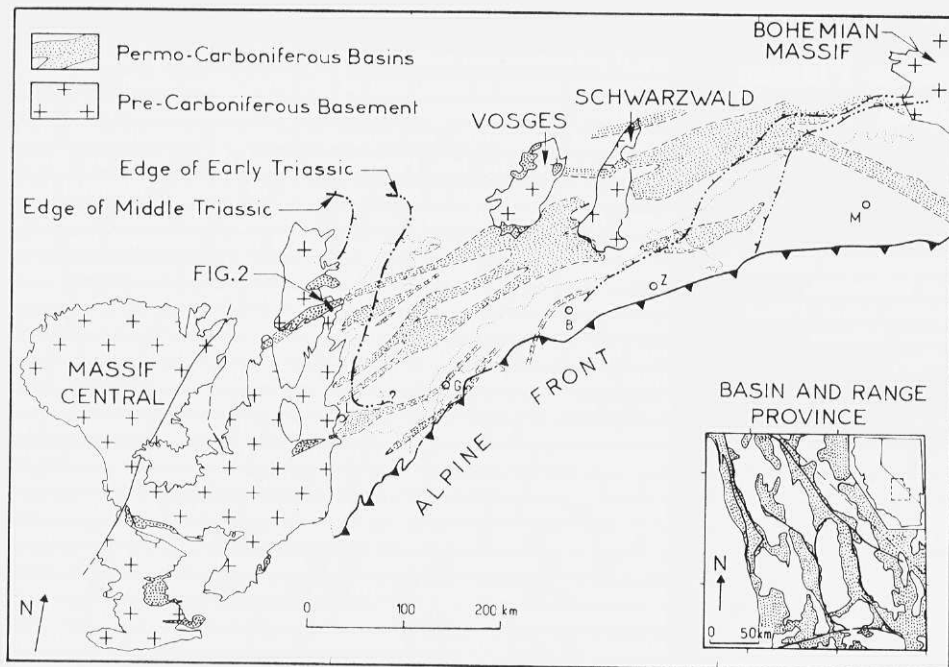 Permo-Carboniferous Basins
Pre-Carboniferous Basement
BOHEMIAN
MASSIF
SCHWARZWALD
VOSGES
Edge of Early Triassic
Edge of Middle Triassic
FIG.2
M
Z
B
G
?
MASSIF
CENTRAL
ALPINE FRONT
BASIN AND RANGE
PROVINCE
N
0 50km
N
0 100 200 km